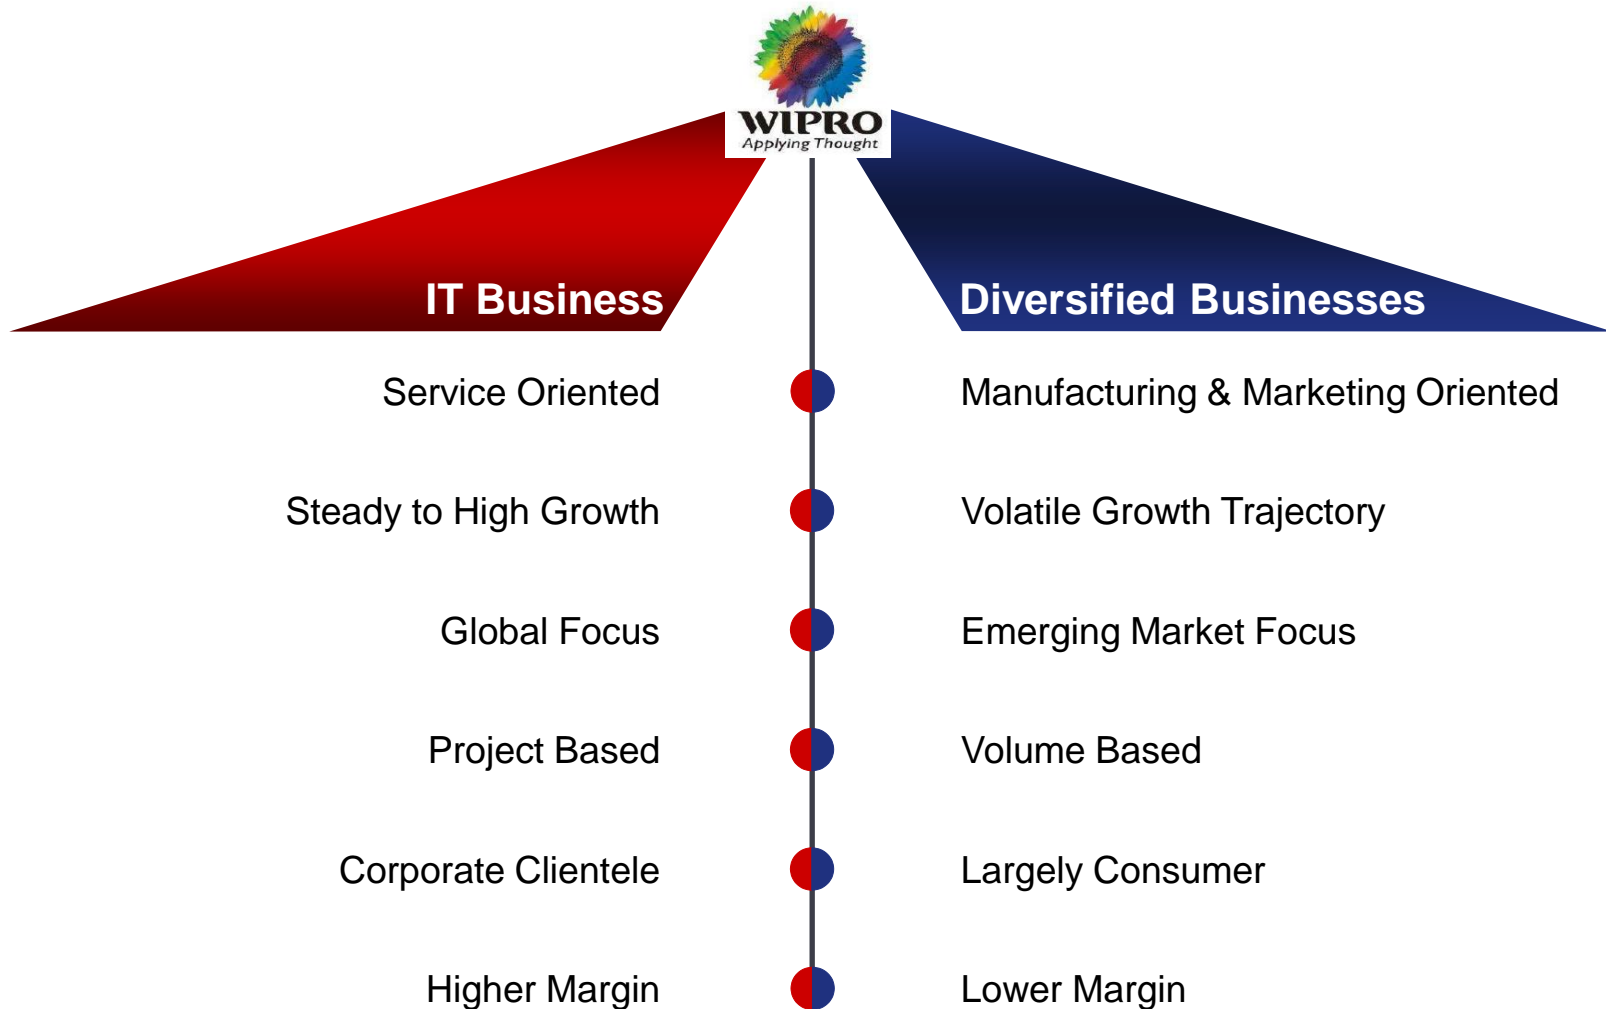 WIPRO
Applying Thought
IT Business
Diversified Businesses
Service Oriented
Manufacturing & Marketing Oriented
Steady to High Growth
Volatile Growth Trajectory
Global Focus
Emerging Market Focus
Project Based
Volume Based
Corporate Clientele
Largely Consumer
Higher Margin
Lower Margin